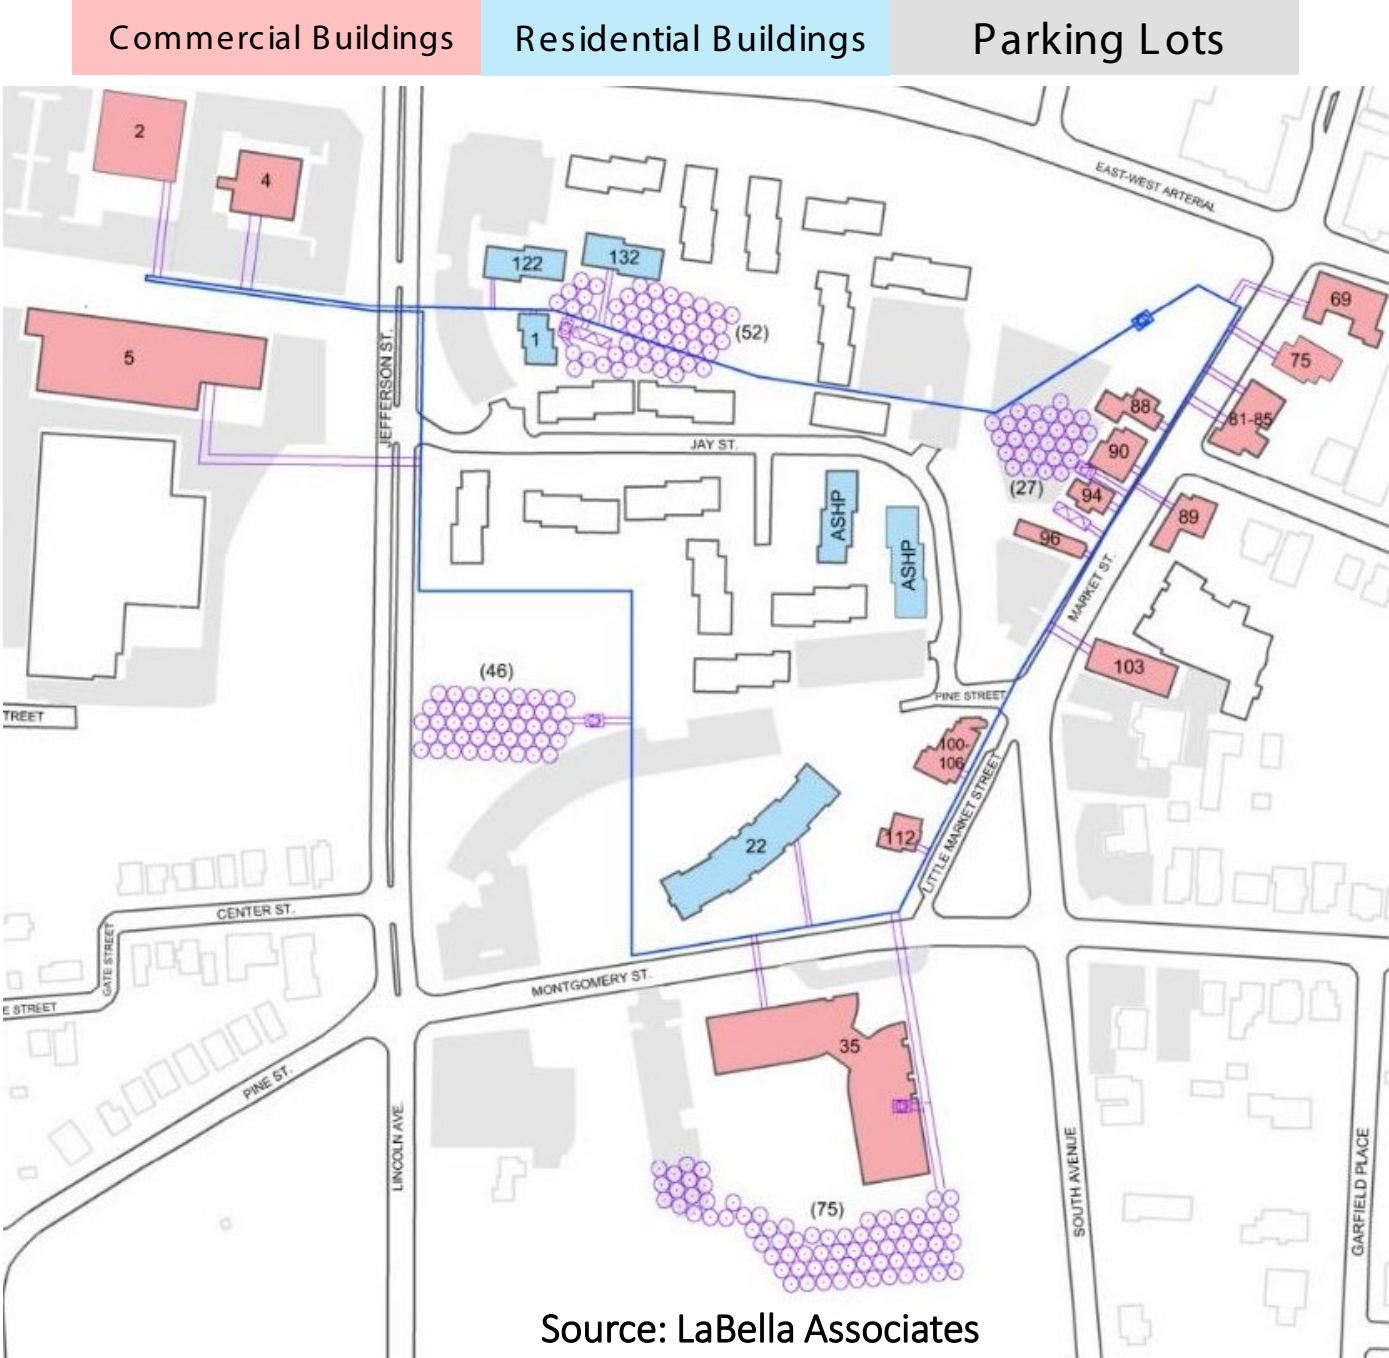 Commercial Buildings
Residential Buildings
Parking Lots
2
4
EAST-WEST ARTERIAL
122
132
69
1
(52)
75
5
JEFFERSON ST.
88
81-85
JAY ST.
90
(27)
94
ASHP
89
96
ASHP
MARKET ST.
103
(46)
PINE STREET
TREET
100-
106
22
112
LITTLE MARKET STREET
CENTER ST.
GATE STREET
MONTGOMERY ST.
E STREET
35
PINE ST.
LINCOLN AVE.
SOUTH AVENUE
GARFIELD PLACE
(75)
Source: LaBella Associates